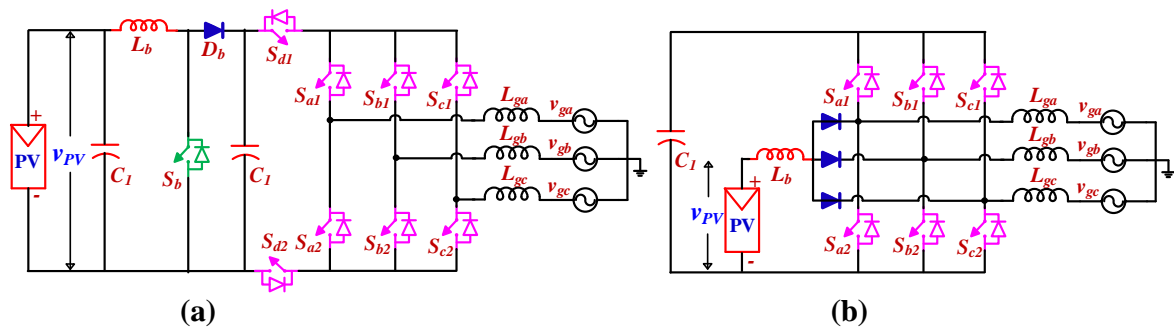 L_b
D_b
S_d1
S_a1
S_b1
S_c1
L_ga
v_ga
L_gb
v_gb
L_gc
v_gc
+
PV
-
v_PV
C_1
S_b
C_1
S_d2
S_a2
S_b2
S_c2
(a)
S_a1
S_b1
S_c1
L_ga
v_ga
L_gb
v_gb
L_gc
v_gc
C_1
L_b
v_PV
+
PV
-
S_a2
S_b2
S_c2
(b)